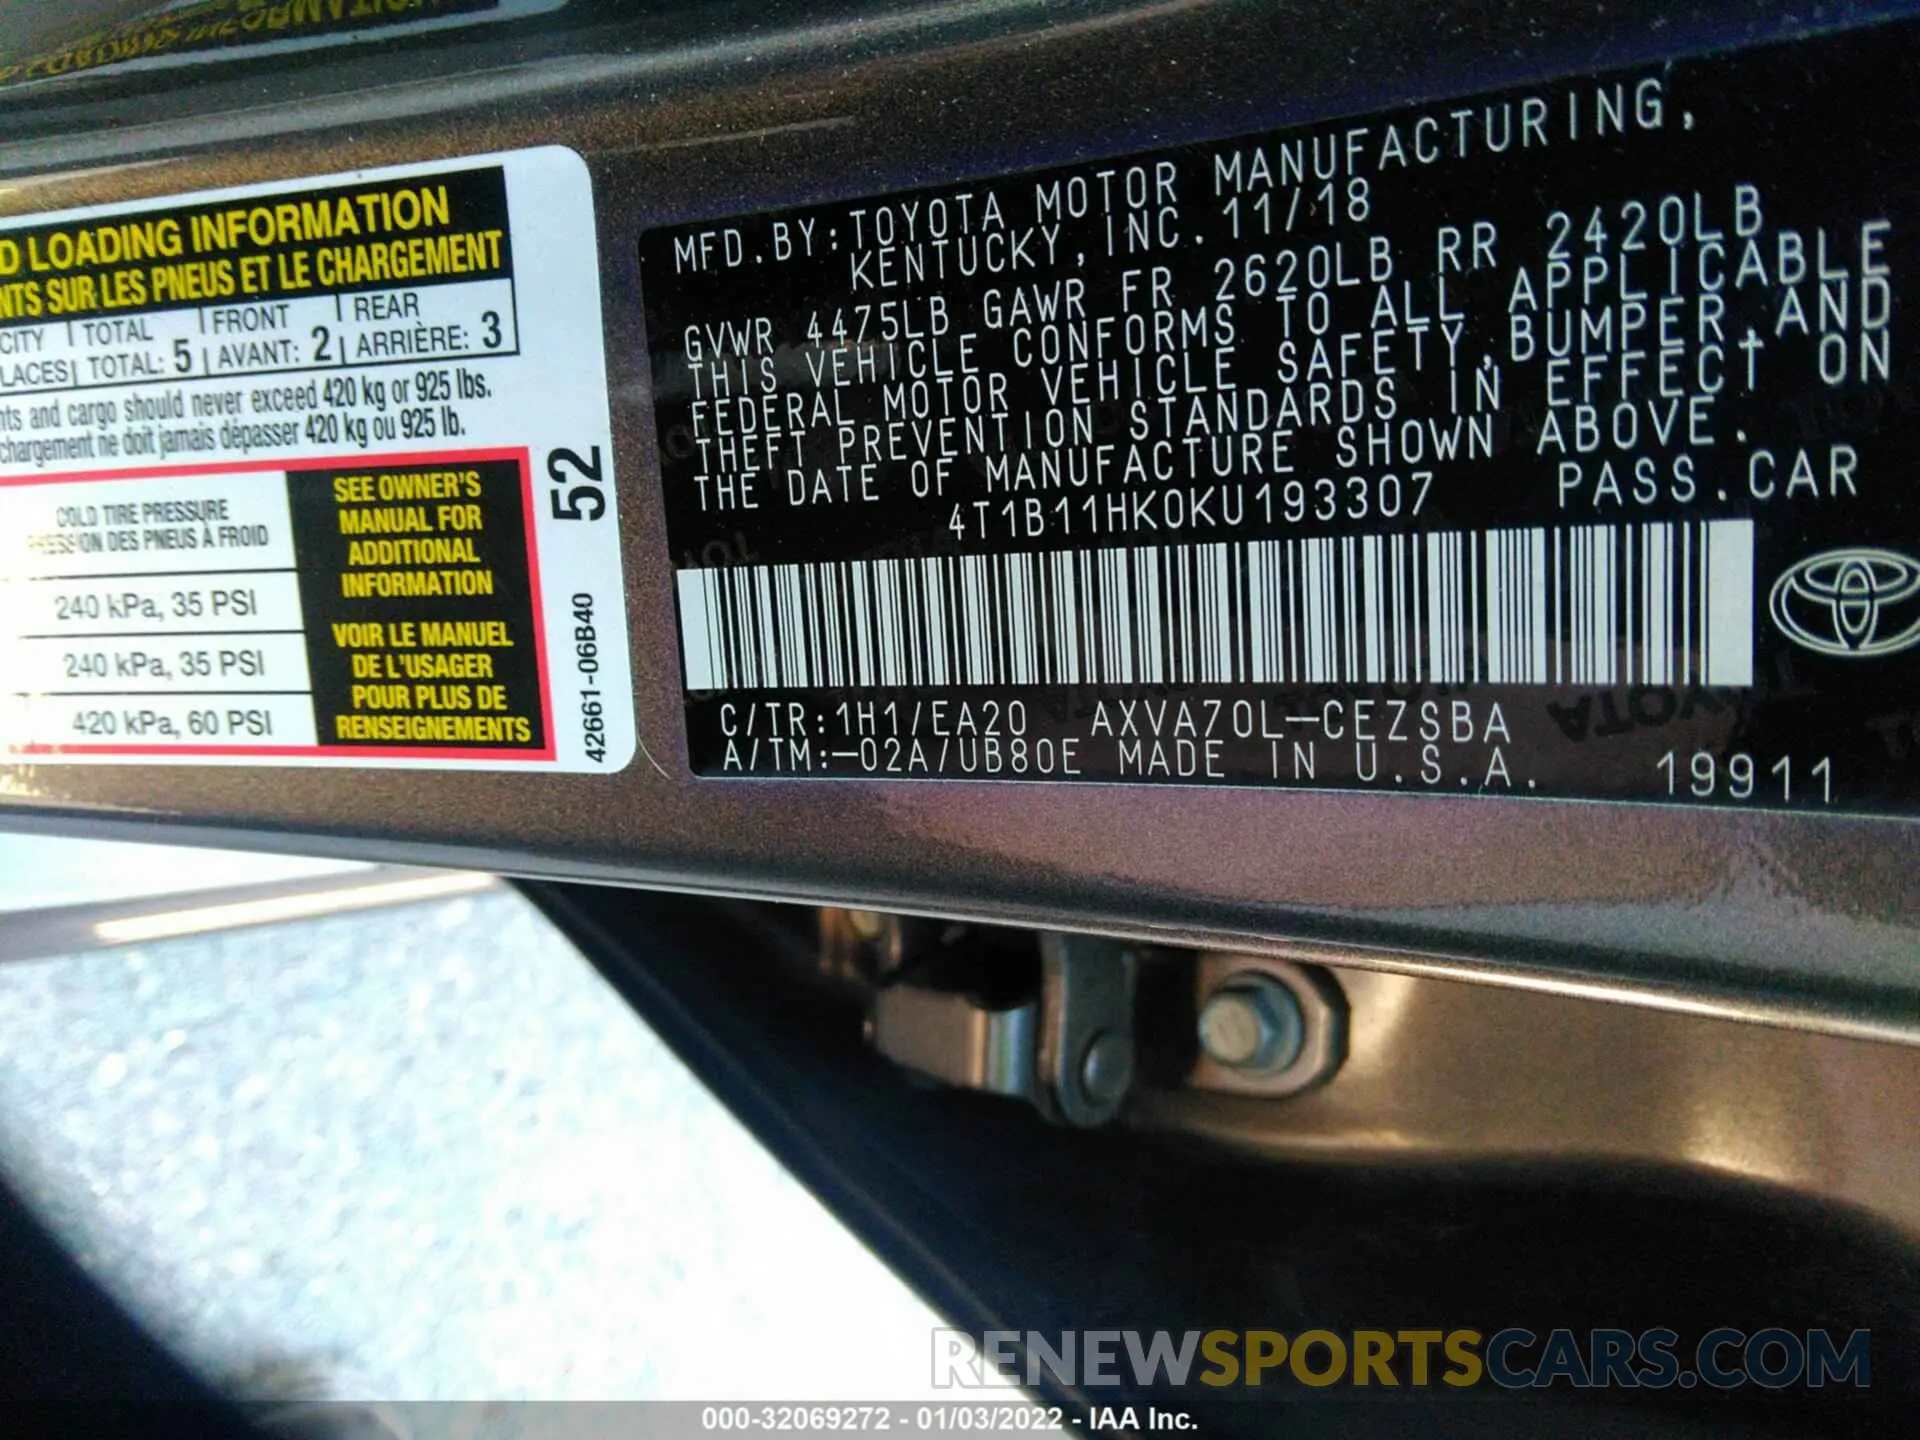 D LOADING INFORMATION
NTS SUR LES PNEUS ET LE CHARGEMENT
CITY TOTAL FRONT REAR
LACES TOTAL: 5 AVANT: 2 ARRIÈRE: 3
nts and cargo should never exceed 420 kg or 925 lbs.
chargement ne doit jamais dépasser 420 kg ou 925 lb.
COLD TIRE PRESSURE
PRESSION DES PNEUS À FROID
240 kPa, 35 PSI
240 kPa, 35 PSI
420 kPa, 60 PSI
SEE OWNER'S
MANUAL FOR
ADDITIONAL
INFORMATION
VOIR LE MANUEL
DE L'USAGER
POUR PLUS DE
RENSEIGNEMENTS
52
42661-06B40
MFD.BY:TOYOTA MOTOR MANUFACTURING,
KENTUCKY,INC. 11/18
GVWR 4475LB GAWR FR 2620LB RR 2420LB
THIS VEHICLE CONFORMS TO ALL APPLICABLE
FEDERAL MOTOR VEHICLE SAFETY,BUMPER,AND
THEFT PREVENTION STANDARDS IN EFFECT ON
THE DATE OF MANUFACTURE SHOWN ABOVE.
4T1B11HK0KU193307 PASS.CAR
C/TR:1H1/EA20 AXVA70L-CEZSBA
A/TM:-02A/UB80E MADE IN U.S.A. 19911
RENEWSPORTSCARS.COM
000-32069272 - 01/03/2022 - IAA Inc.